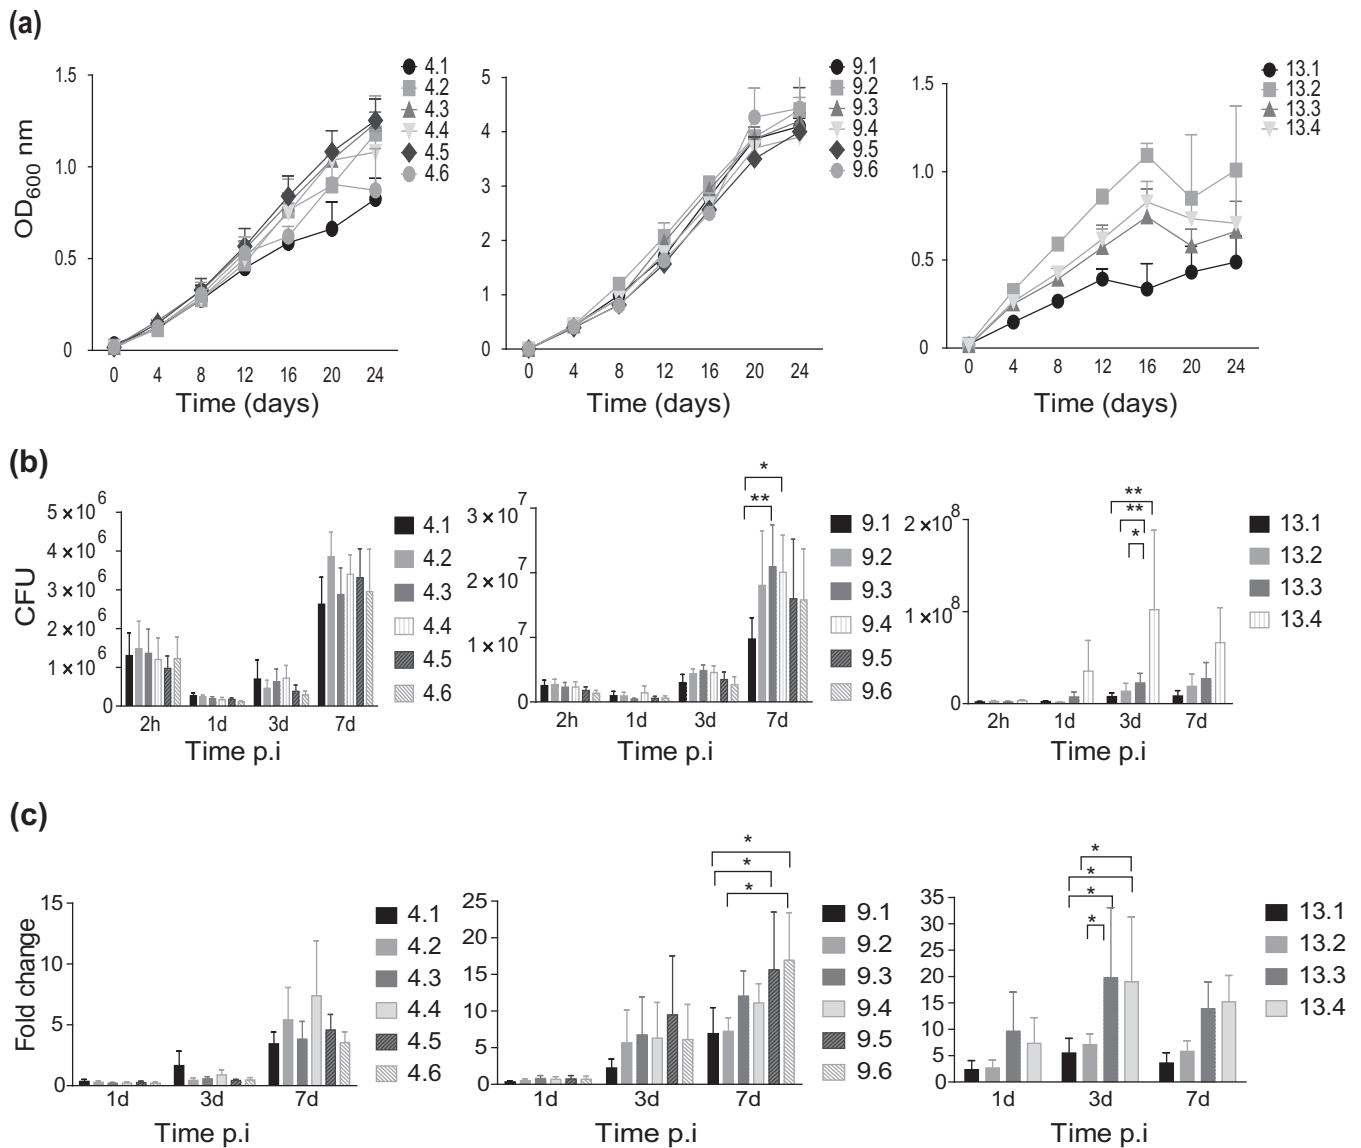 (a)
OD600 nm
1.5
1.0
0.5
0
0 4 8 12 16 20 24
Time (days)
4.1
4.2
4.3
4.4
4.5
4.6
5
4
3
2
1
0
0 4 8 12 16 20 24
Time (days)
9.1
9.2
9.3
9.4
9.5
9.6
1.5
1.0
0.5
0
0 4 8 12 16 20 24
Time (days)
13.1
13.2
13.3
13.4
(b)
CFU
5 × 10 6
4 × 10 6
3 × 10 6
2 × 10 6
1 × 10 6
0
2h 1d 3d 7d
Time p.i
4.1
4.2
4.3
4.4
4.5
4.6
3 × 10 7
2 × 10 7
1 × 10 7
0
*
**
2h 1d 3d 7d
Time p.i
9.1
9.2
9.3
9.4
9.5
9.6
2 × 10 8
1 × 10 8
0
**
**
*
2h 1d 3d 7d
Time p.i
13.1
13.2
13.3
13.4
(c)
Fold change
15
10
5
0
1d 3d 7d
Time p.i
4.1
4.2
4.3
4.4
4.5
4.6
25
20
15
10
5
0
*
*
*
1d 3d 7d
Time p.i
9.1
9.2
9.3
9.4
9.5
9.6
35
30
25
20
15
10
5
0
*
*
*
*
1d 3d 7d
Time p.i
13.1
13.2
13.3
13.4